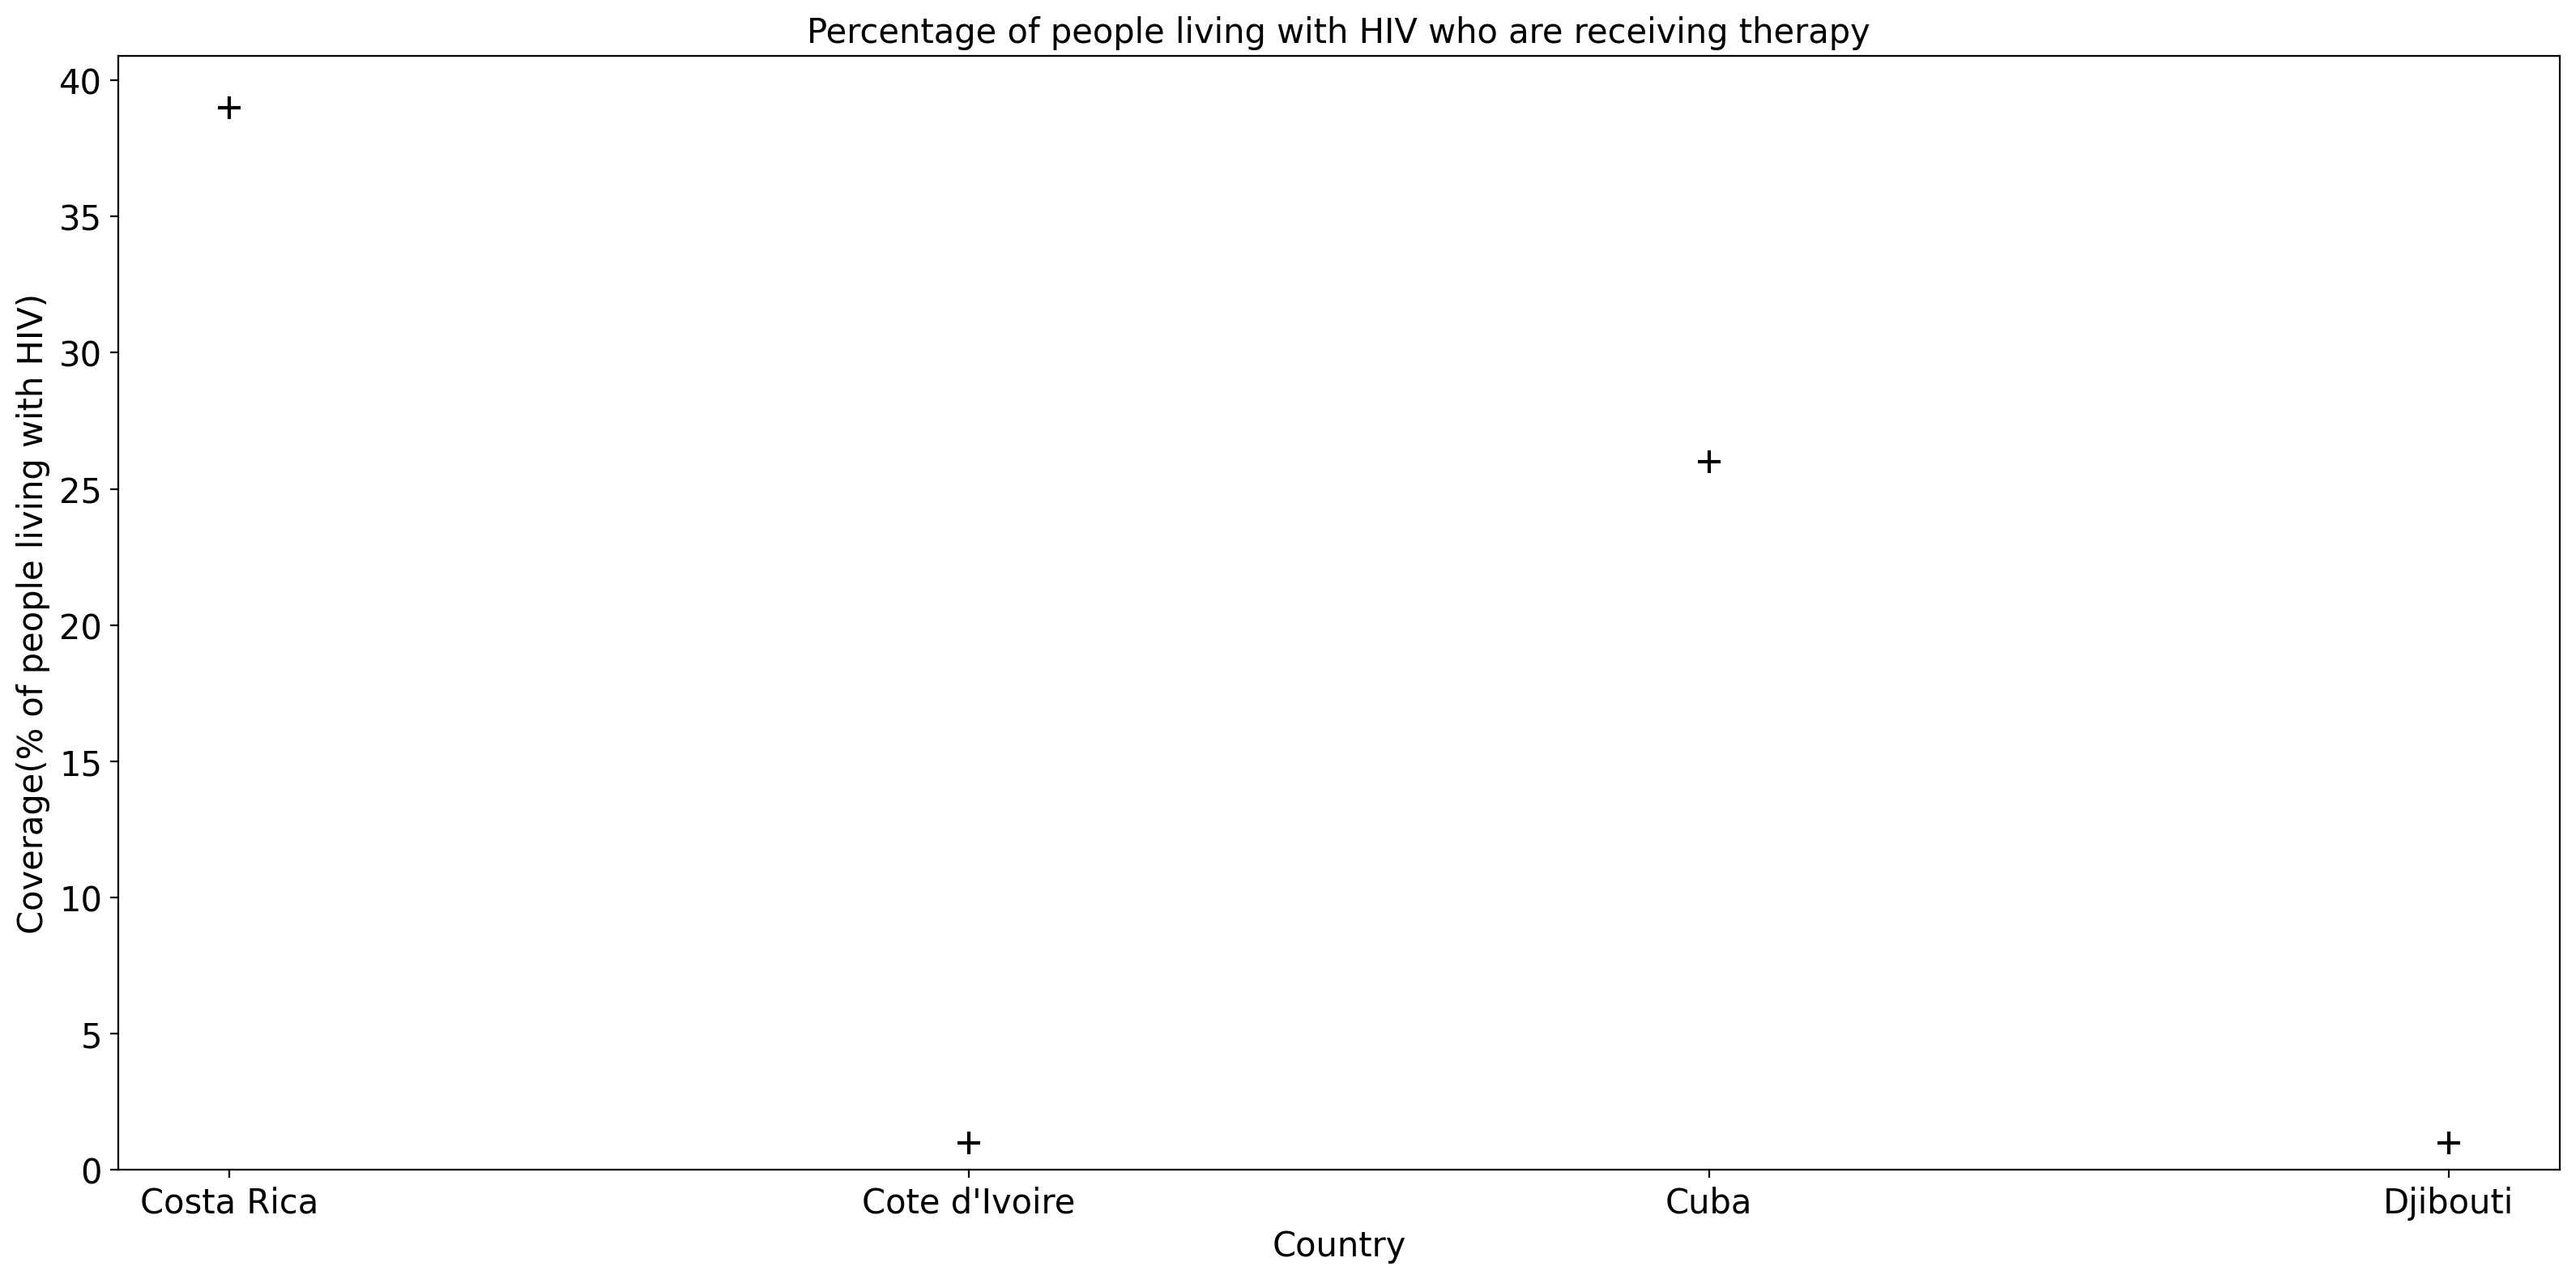 Percentage of people living with HIV who are receiving therapy
Coverage(% of people living with HIV)
40
35
30
25
20
15
10
5
0
Costa Rica Cote d'Ivoire Cuba Djibouti
Country